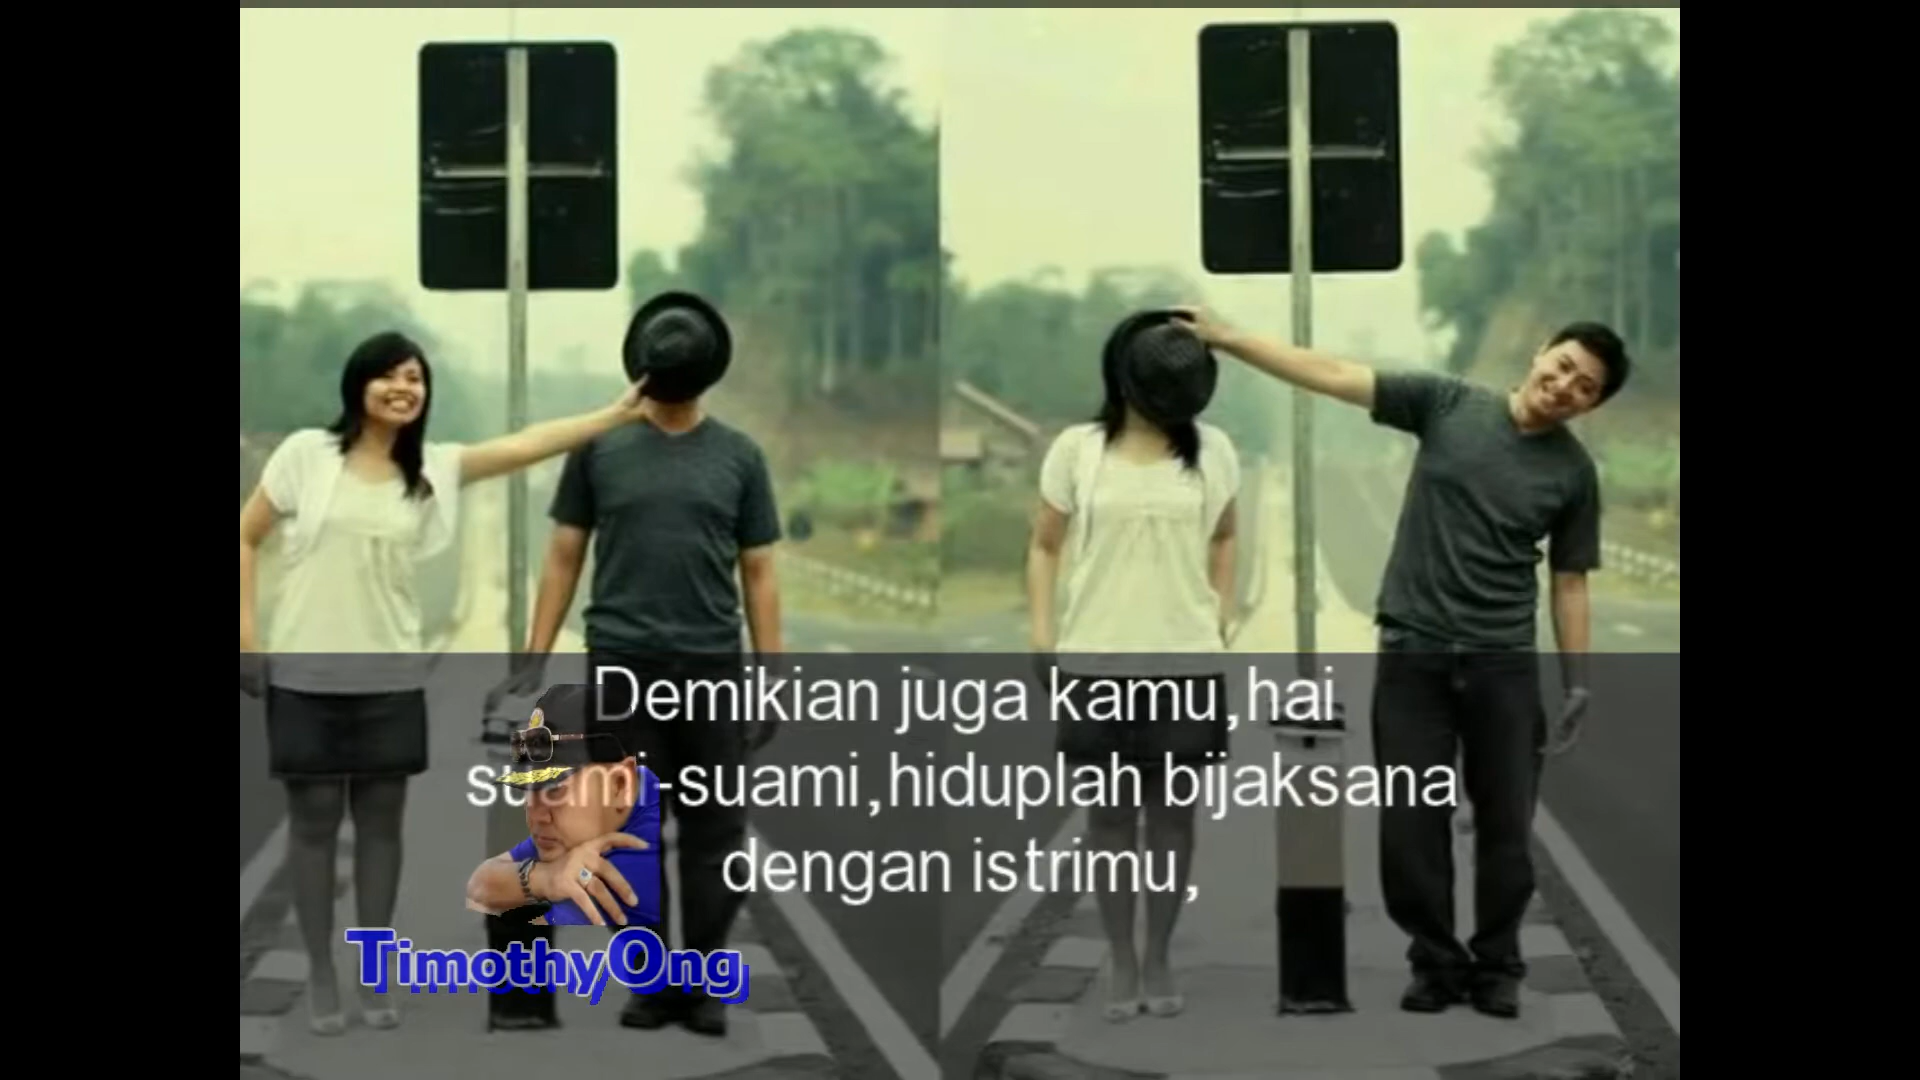 Demikian juga kamu,hai
suami-suami,hiduplah bijaksana
dengan istrimu,
TimothyOng